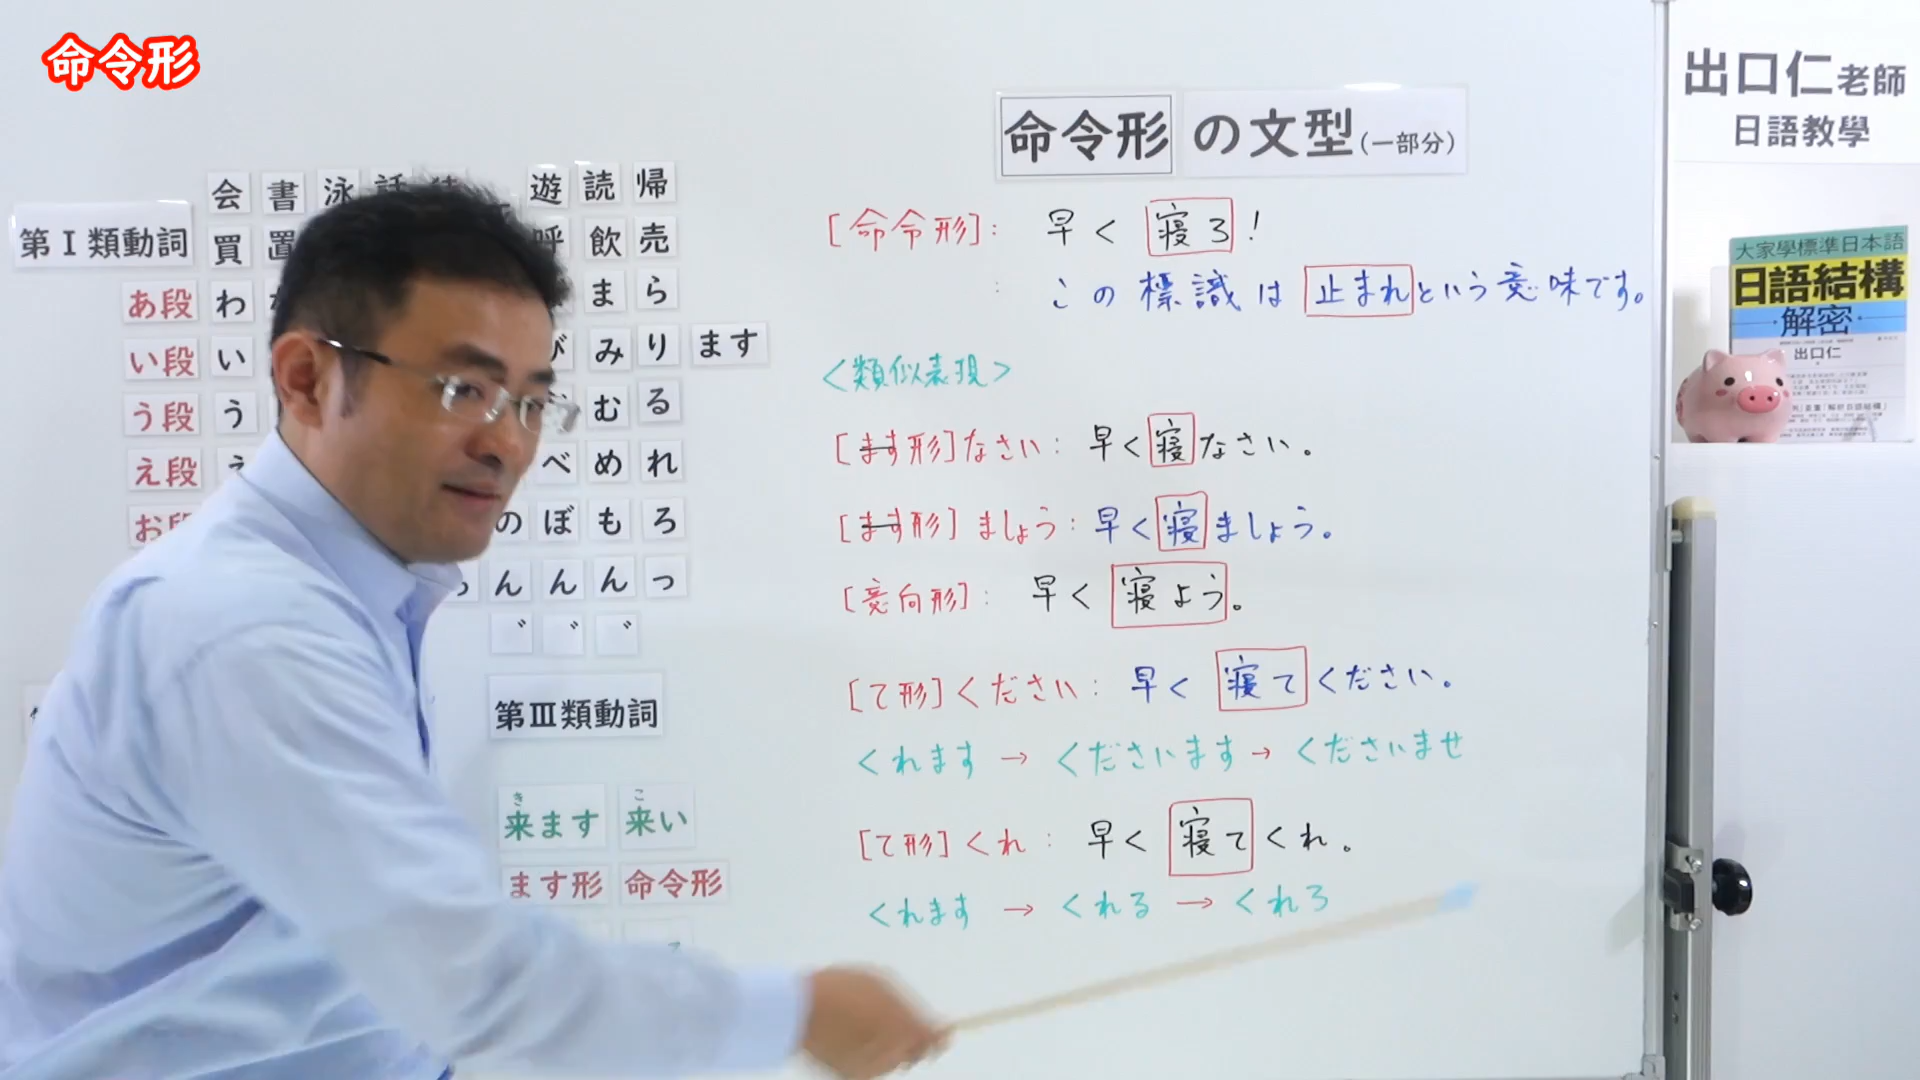 命令形
出口仁老師
日語教學
命令形 の文型(一部分)
[命令形]: 早く 寝ろ!
: この標識は 止まれ という意味です。
<類似表現>
[ます形]なさい: 早く寝なさい。
[ます形]ましょう: 早く寝ましょう。
[意向形]: 早く 寝よう。
[て形]ください: 早く 寝てください。
くれます → くださいます → くださいませ
[て形]くれ: 早く 寝てくれ。
くれます → くれる → くれろ
会 書 泳 話 遊 読 帰
第Ⅰ類動詞 買 置 呼 飲 売
あ段 わ ま ら
い段 い び み り ます
う段 う む る
え段 え べ め れ
お段 の ぼ も ろ
ん ん ん っ
゛ ゛ ゛
第Ⅲ類動詞
き こ
来ます 来い
ます形 命令形
大家學標準日本語
日語結構
解密
出口仁